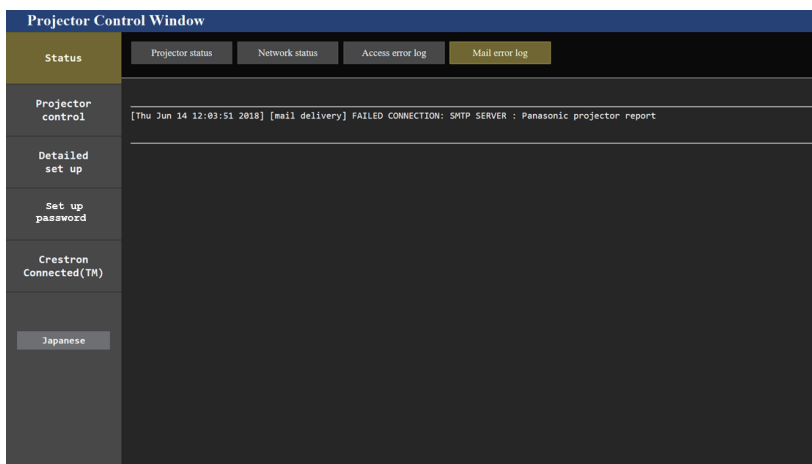 Projector Control Window
Status
Projector status
Network status
Access error log
Mail error log
Projector
control
[Thu Jun 14 12:03:51 2018] [mail delivery] FAILED CONNECTION: SMTP SERVER : Panasonic projector report
Detailed
set up
Set up
password
Crestron
Connected(TM)
Japanese